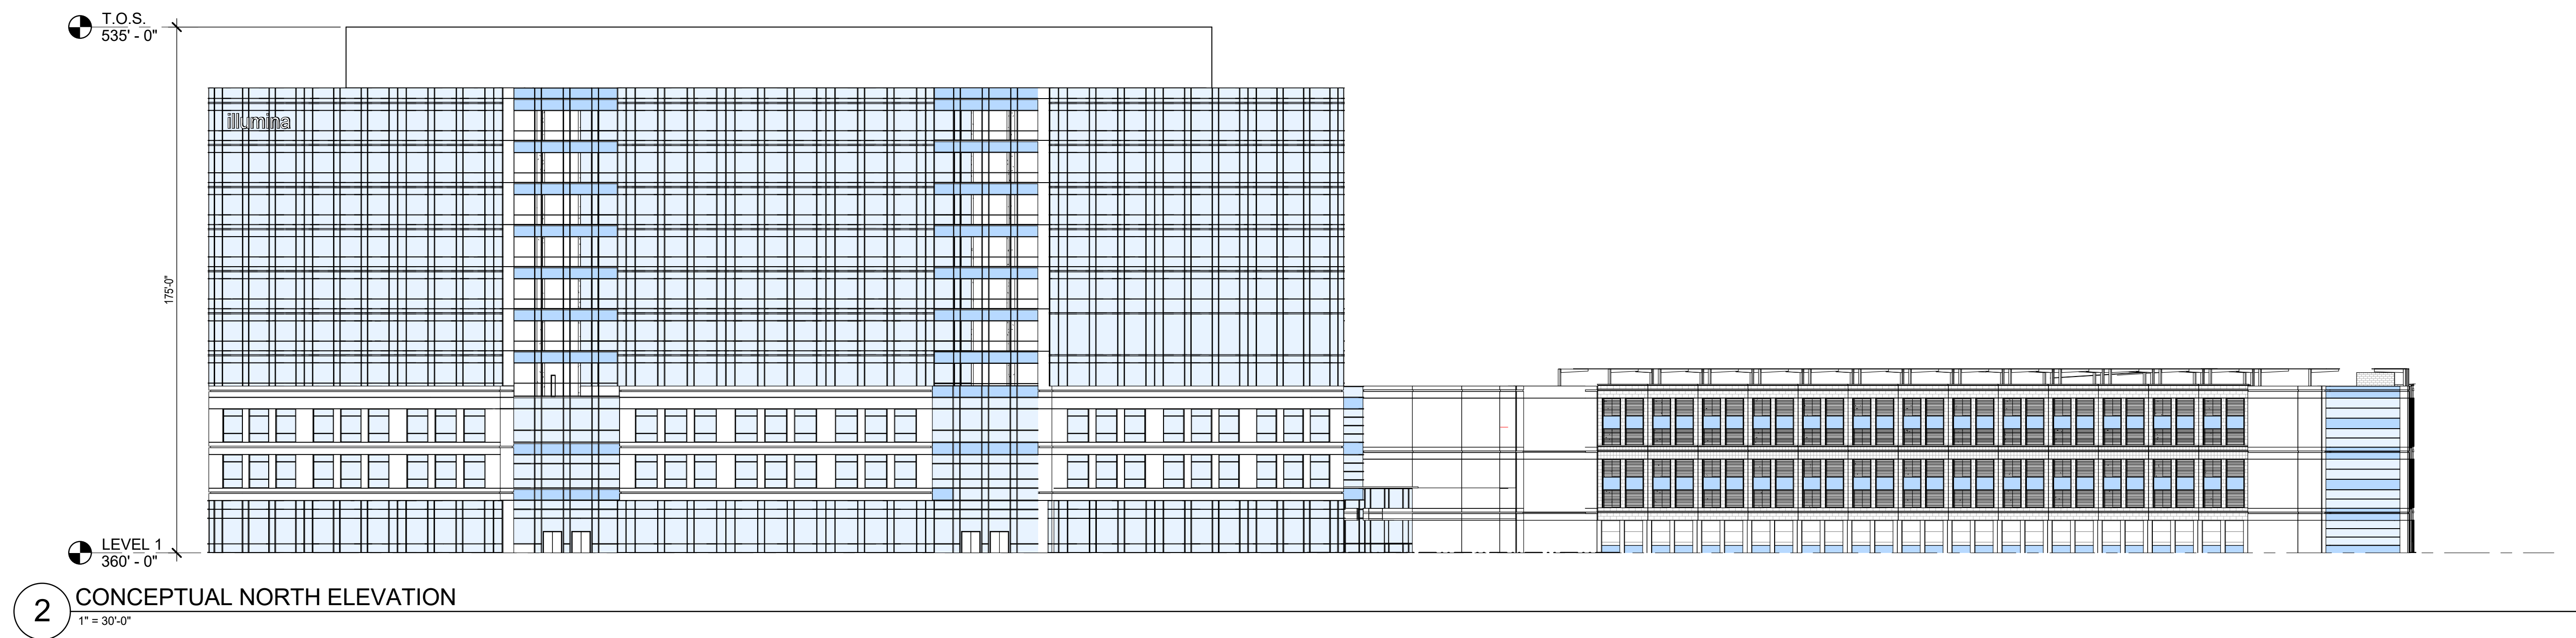 T.O.S.
535' - 0"
illumina
175'-0"
LEVEL 1
360' - 0"
2
CONCEPTUAL NORTH ELEVATION
1" = 30'-0"